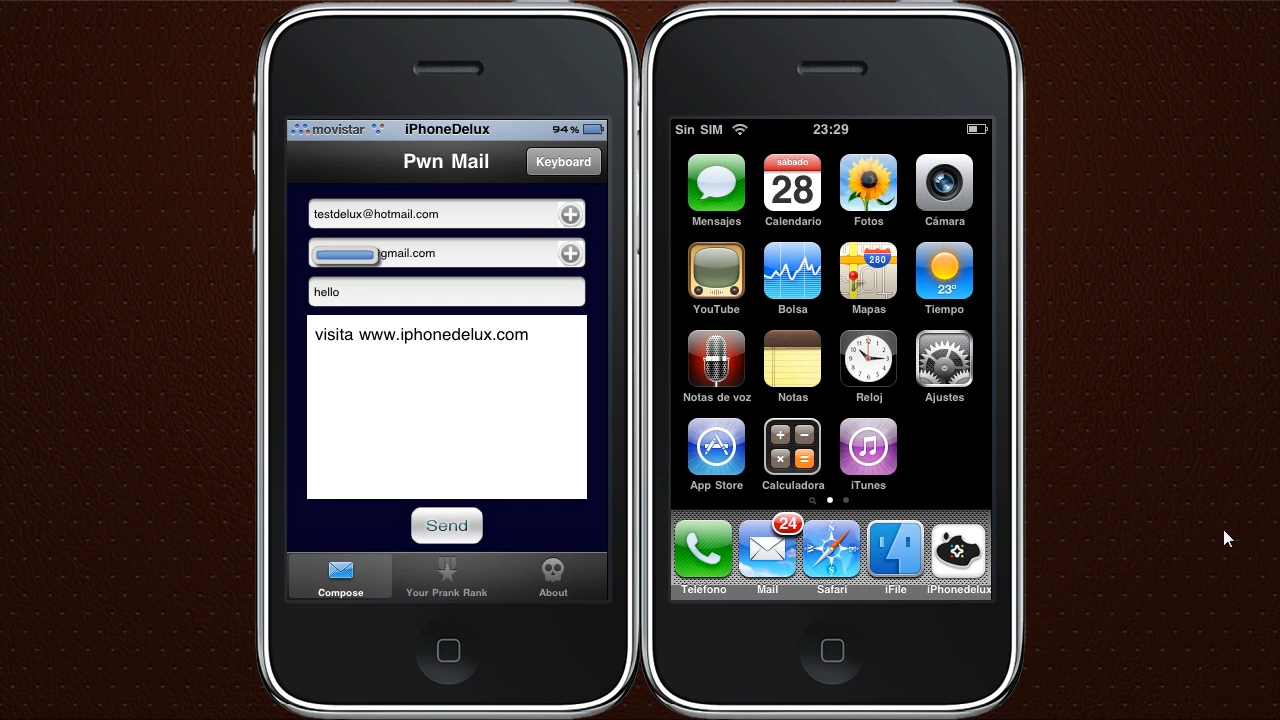 movistar iPhoneDelux 94%
Pwn Mail Keyboard
testdelux@hotmail.com
gmail.com
hello
visita www.iphonedelux.com
Send
Compose Your Prank Rank About
Sin SIM 23:29
sábado
28
Mensajes Calendario Fotos Cámara
280
23°
YouTube Bolsa Mapas Tiempo
Notas de voz Notas Reloj Ajustes
App Store Calculadora iTunes
24
Teléfono Mail Safari iFile iPhonedelux